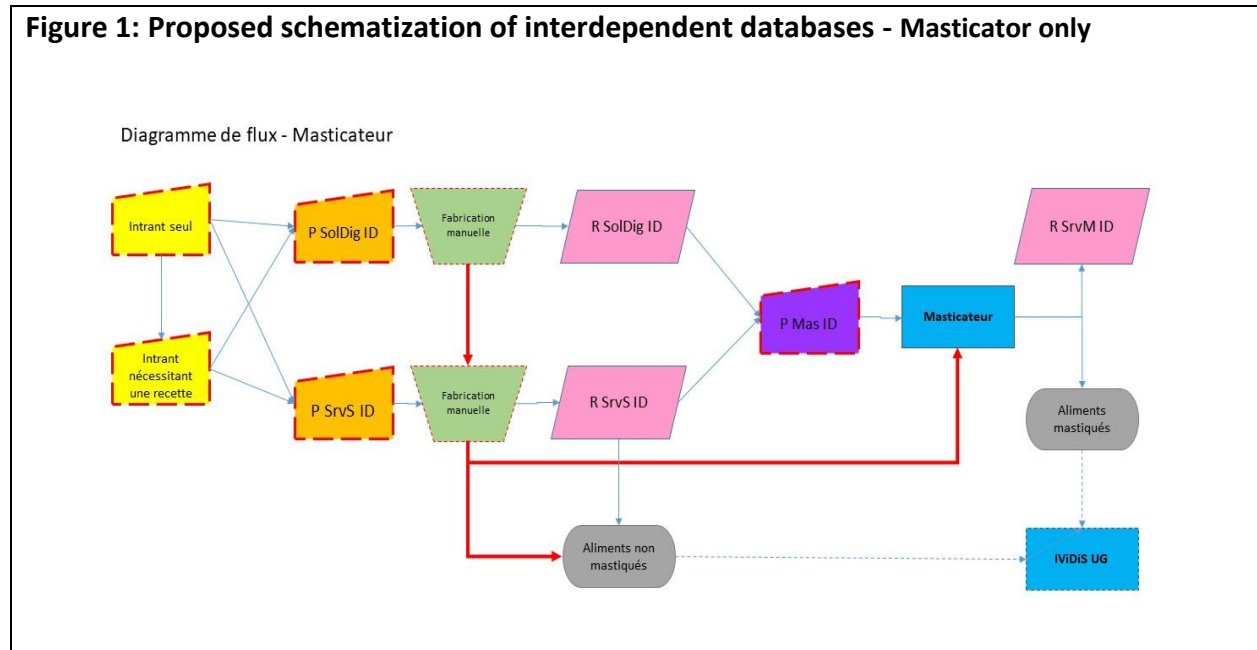 Figure 1: Proposed schematization of interdependent databases - Masticator only
Diagramme de flux - Masticateur
Intrant seul
P SolDig ID
Fabrication
manuelle
R SolDig ID
R SrvM ID
P Mas ID
Masticateur
Intrant
nécessitant
une recette
P SrvS ID
Fabrication
manuelle
R SrvS ID
Aliments
mastiqués
Aliments non
mastiqués
IViDiS UG